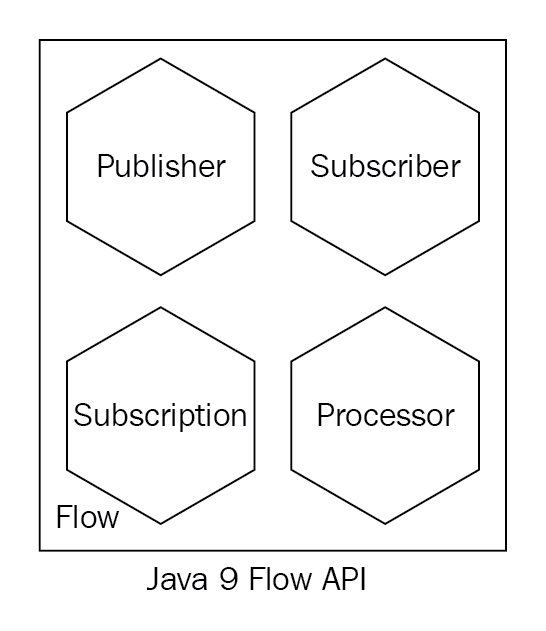 Publisher
Subscriber
Subscription
Processor
Flow
Java 9 Flow API